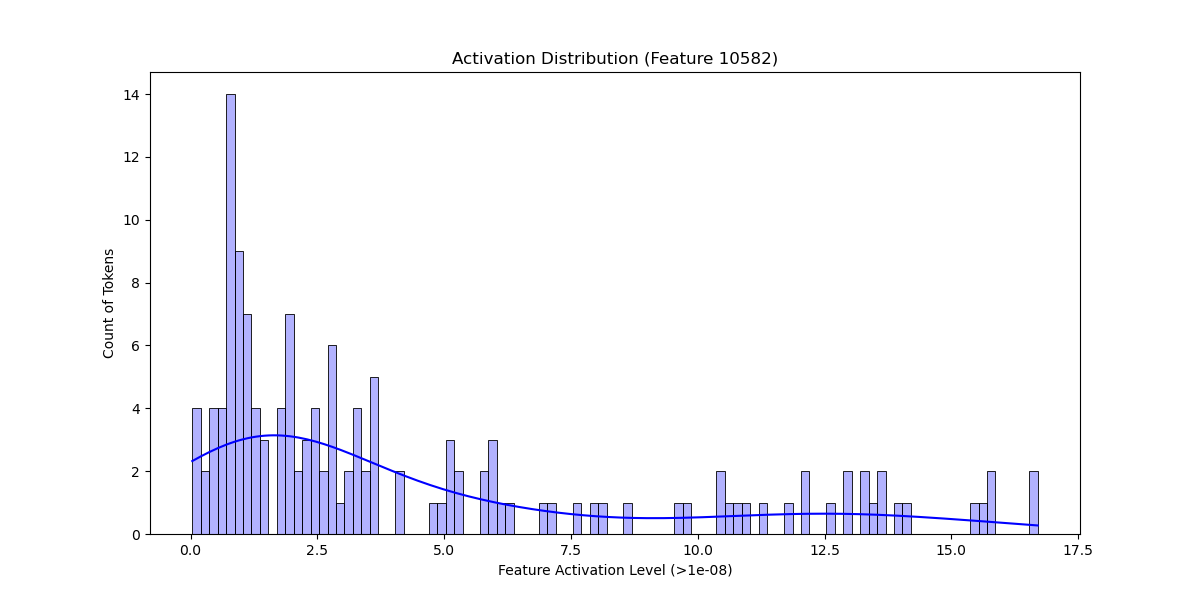 Activation Distribution (Feature 10582)
Count of Tokens
14
12
10
8
6
4
2
0
0.0 2.5 5.0 7.5 10.0 12.5 15.0 17.5
Feature Activation Level (>1e-08)